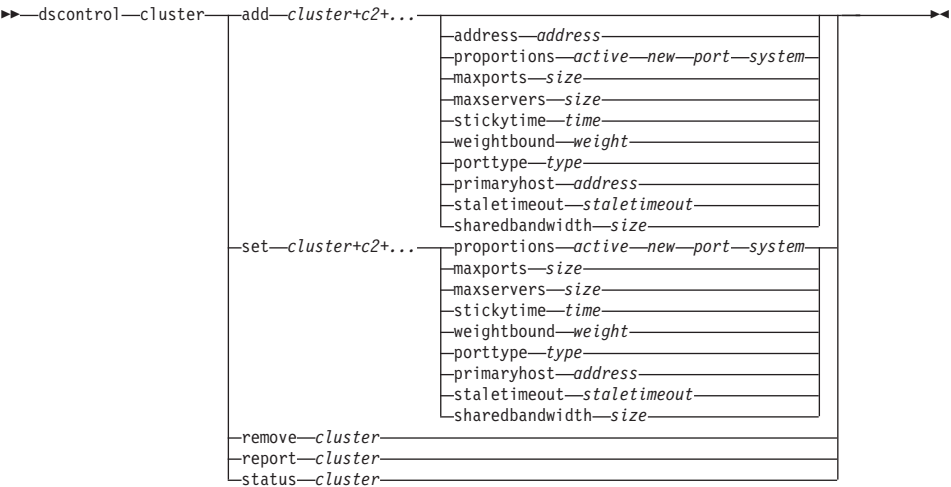 dscontrol cluster add cluster+c2+...
address address
proportions active new port system
maxports size
maxservers size
stickytime time
weightbound weight
porttype type
primaryhost address
staletimeout staletimeout
sharedbandwidth size
set cluster+c2+... proportions active new port system
maxports size
maxservers size
stickytime time
weightbound weight
porttype type
primaryhost address
staletimeout staletimeout
sharedbandwidth size
remove cluster
report cluster
status cluster